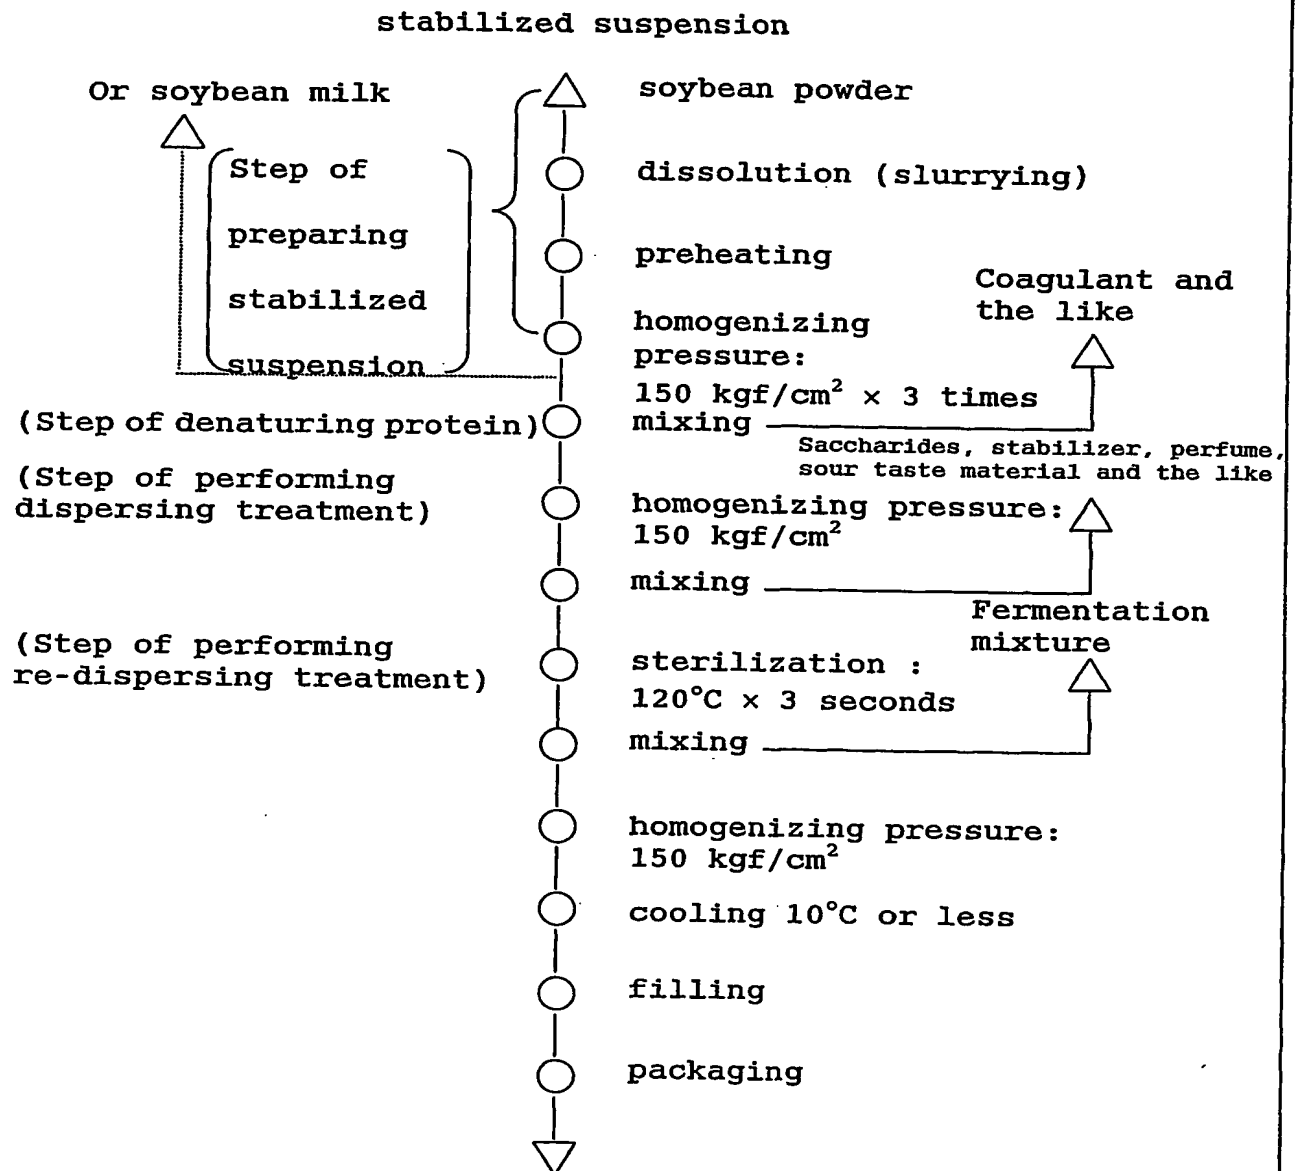 stabilized suspension
Or soybean milk
soybean powder
Step of
preparing
stabilized
suspension
dissolution (slurrying)
preheating
Coagulant and
the like
homogenizing
pressure:
150 kgf/cm² × 3 times
(Step of denaturing protein)
mixing
Saccharides, stabilizer, perfume,
sour taste material and the like
(Step of performing
dispersing treatment)
homogenizing pressure:
150 kgf/cm²
mixing
Fermentation
mixture
(Step of performing
re-dispersing treatment)
sterilization :
120°C × 3 seconds
mixing
homogenizing pressure:
150 kgf/cm²
cooling 10°C or less
filling
packaging